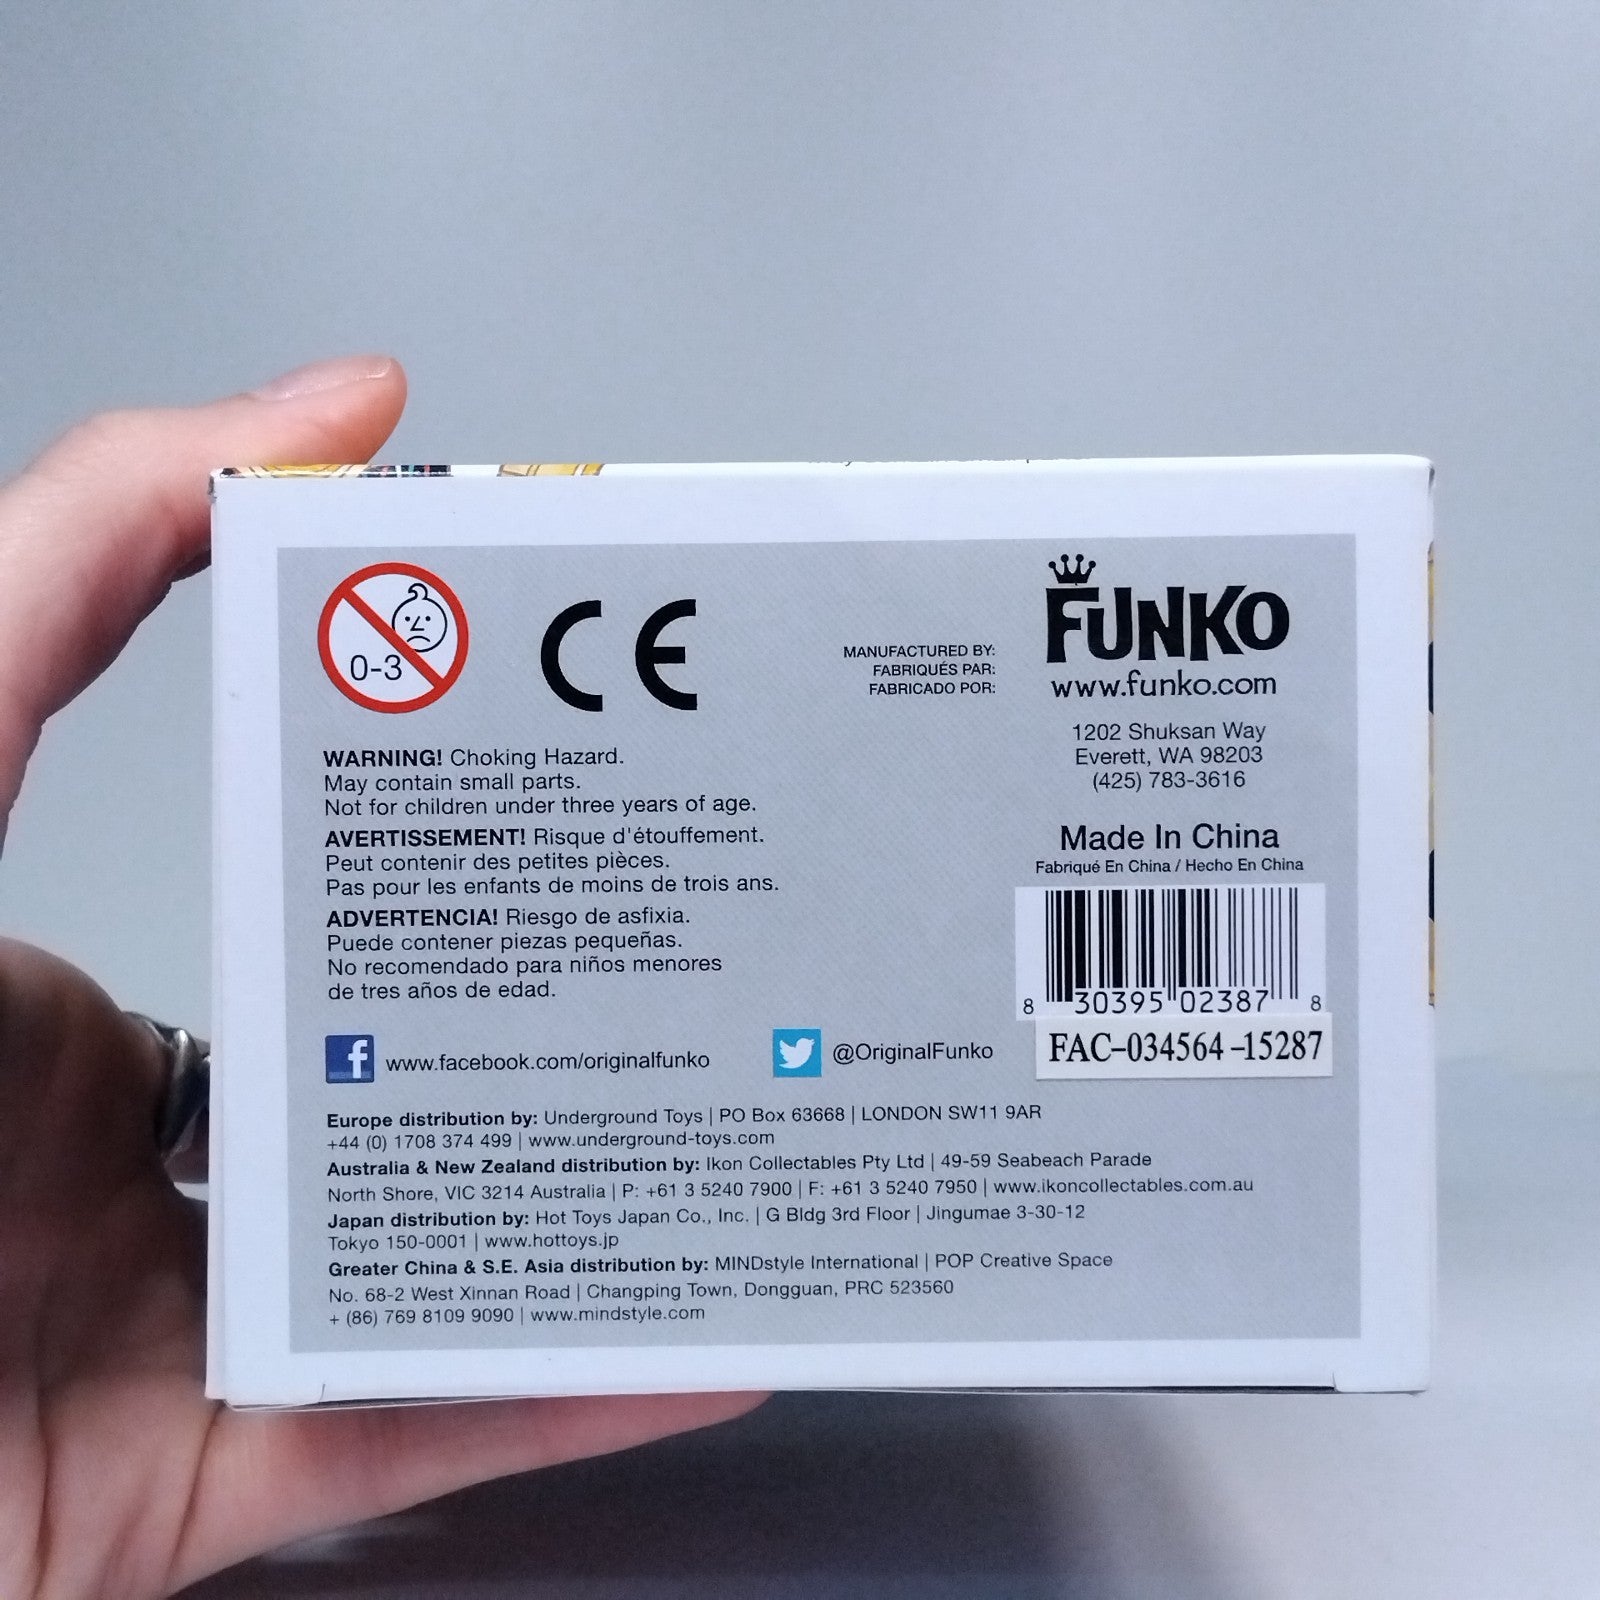 0-3
CE
MANUFACTURED BY:
FABRIQUÉS PAR:
FABRICADO POR:
FUNKO
www.funko.com
1202 Shuksan Way
Everett, WA 98203
(425) 783-3616
WARNING! Choking Hazard.
May contain small parts.
Not for children under three years of age.
AVERTISSEMENT! Risque d'étouffement.
Peut contenir des petites pièces.
Pas pour les enfants de moins de trois ans.
ADVERTENCIA! Riesgo de asfixia.
Puede contener piezas pequeñas.
No recomendado para niños menores
de tres años de edad.
Made In China
Fabriqué En China / Hecho En China
8 30395 02387 8
FAC-034564-15287
f www.facebook.com/originalfunko
@OriginalFunko
Europe distribution by: Underground Toys | PO Box 63668 | LONDON SW11 9AR
+44 (0) 1708 374 499 | www.underground-toys.com
Australia & New Zealand distribution by: Ikon Collectables Pty Ltd | 49-59 Seabeach Parade
North Shore, VIC 3214 Australia | P: +61 3 5240 7900 | F: +61 3 5240 7950 | www.ikoncollectables.com.au
Japan distribution by: Hot Toys Japan Co., Inc. | G Bldg 3rd Floor | Jingumae 3-30-12
Tokyo 150-0001 | www.hottoys.jp
Greater China & S.E. Asia distribution by: MINDstyle International | POP Creative Space
No. 68-2 West Xinnan Road | Changping Town, Dongguan, PRC 523560
+ (86) 769 8109 9090 | www.mindstyle.com